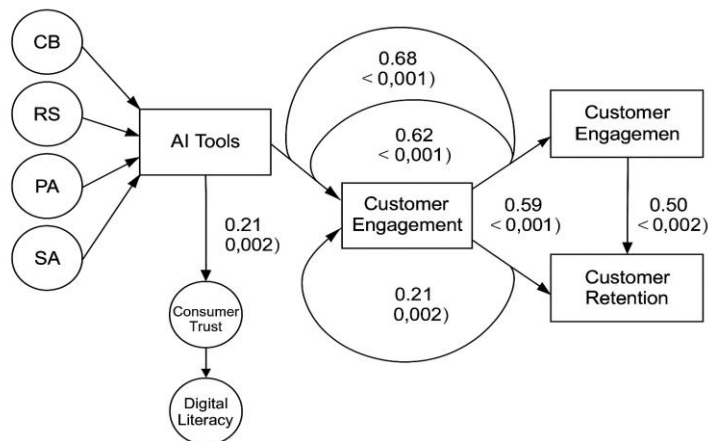 CB
RS
PA
SA
AI Tools
0.21
0,002)
Consumer
Trust
Digital
Literacy
0.68
< 0,001)
0.62
< 0,001)
Customer
Engagement
0.59
< 0,001)
0.21
0,002)
Customer
Engagemen
0.50
< 0,002)
Customer
Retention